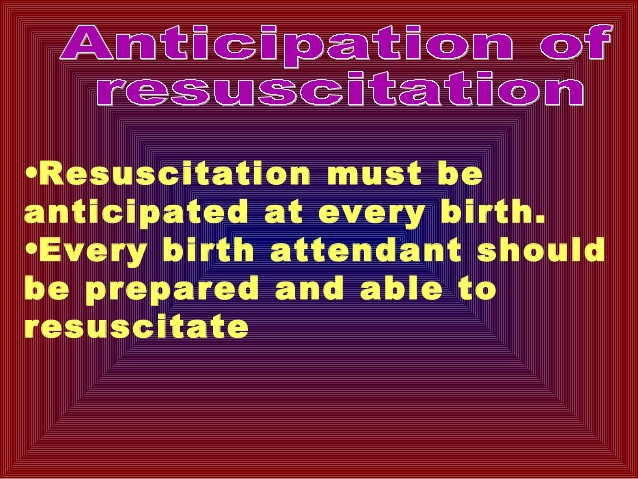 Anticipation of
resuscitation
•Resuscitation must be
anticipated at every birth.
•Every birth attendant should
be prepared and able to
resuscitate